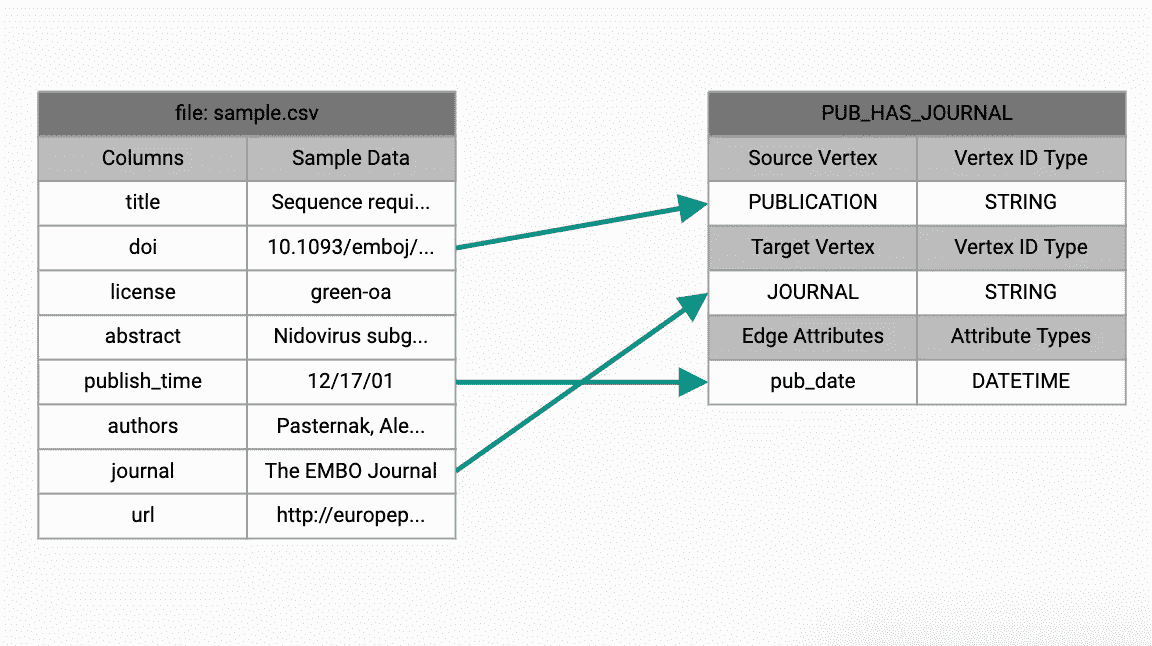 file: sample.csv
Columns Sample Data
title Sequence requi...
doi 10.1093/emboj/...
license green-oa
abstract Nidovirus subg...
publish_time 12/17/01
authors Pasternak, Ale...
journal The EMBO Journal
url http://europep...
PUB_HAS_JOURNAL
Source Vertex Vertex ID Type
PUBLICATION STRING
Target Vertex Vertex ID Type
JOURNAL STRING
Edge Attributes Attribute Types
pub_date DATETIME